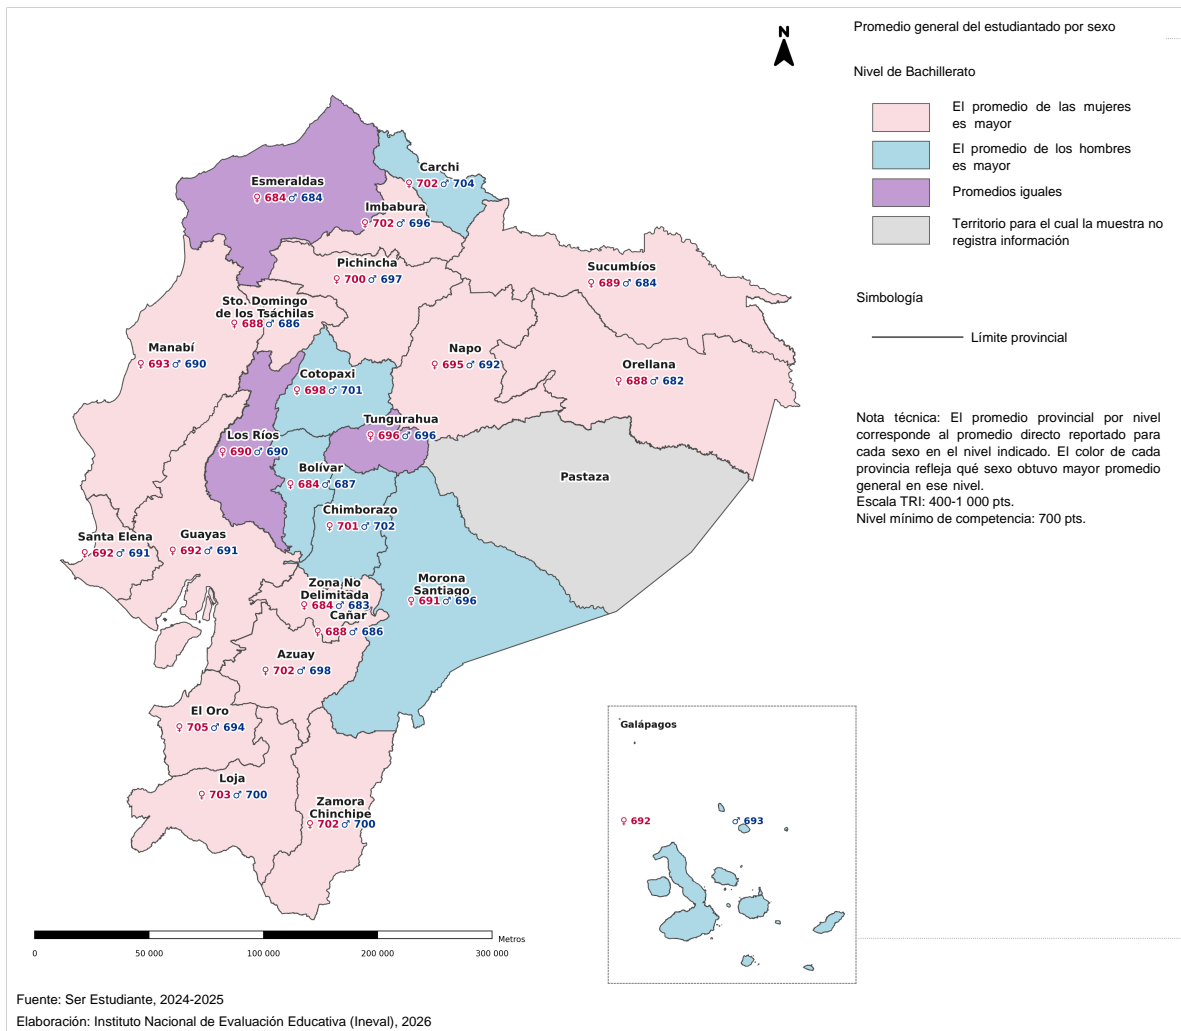 Promedio general del estudiantado por sexo
Nivel de Bachillerato
El promedio de las mujeres
es mayor
El promedio de los hombres
es mayor
Promedios iguales
Territorio para el cual la muestra no
registra información
Simbología
Límite provincial
Nota técnica: El promedio provincial por nivel
corresponde al promedio directo reportado para
cada sexo en el nivel indicado. El color de cada
provincia refleja qué sexo obtuvo mayor promedio
general en ese nivel.
Escala TRI: 400-1 000 pts.
Nivel mínimo de competencia: 700 pts.
N
Carchi
♀ 702 ♂ 704
Esmeraldas
♀ 684 ♂ 684
Imbabura
♀ 702 ♂ 696
Pichincha
♀ 700 ♂ 697
Sucumbíos
♀ 689 ♂ 684
Sto. Domingo
de los Tsáchilas
♀ 688 ♂ 686
Manabí
♀ 693 ♂ 690
Napo
♀ 695 ♂ 692
Orellana
♀ 688 ♂ 682
Cotopaxi
♀ 698 ♂ 701
Tungurahua
♀ 696 ♂ 696
Los Ríos
♀ 690 ♂ 690
Bolívar
♀ 684 ♂ 687
Pastaza
Chimborazo
♀ 701 ♂ 702
Santa Elena
♀ 692 ♂ 691
Guayas
♀ 692 ♂ 691
Zona No
Delimitada
♀ 684 ♂ 683
Morona
Santiago
♀ 691 ♂ 696
Cañar
♀ 688 ♂ 686
Azuay
♀ 702 ♂ 698
El Oro
♀ 705 ♂ 694
Loja
♀ 703 ♂ 700
Zamora
Chinchipe
♀ 702 ♂ 700
Galápagos
♀ 692 ♂ 693
Metros
0 50 000 100 000 200 000 300 000
Fuente: Ser Estudiante, 2024-2025
Elaboración: Instituto Nacional de Evaluación Educativa (Ineval), 2026